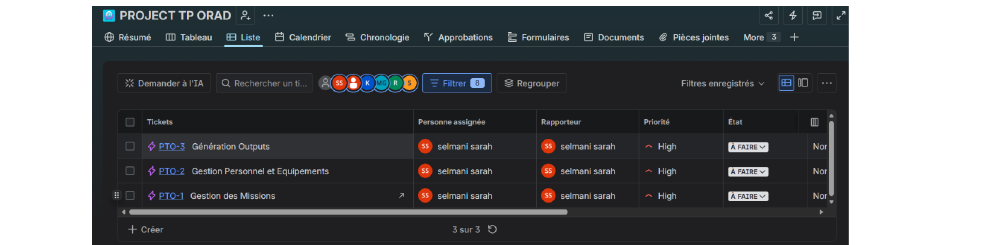 PROJECT TP ORAD
Résumé Tableau Liste Calendrier Chronologie Approbations Formulaires Documents Pièces jointes More 3
Demander à l'IA Rechercher un ti... SS K MG R S Filtrer 8 Regrouper Filtres enregistrés
Tickets Personne assignée Rapporteur Priorité État
PTO-3 Génération Outputs SS selmani sarah SS selmani sarah High À FAIRE Nor
PTO-2 Gestion Personnel et Equipements SS selmani sarah SS selmani sarah High À FAIRE Nor
PTO-1 Gestion des Missions SS selmani sarah SS selmani sarah High À FAIRE Nor
Créer 3 sur 3